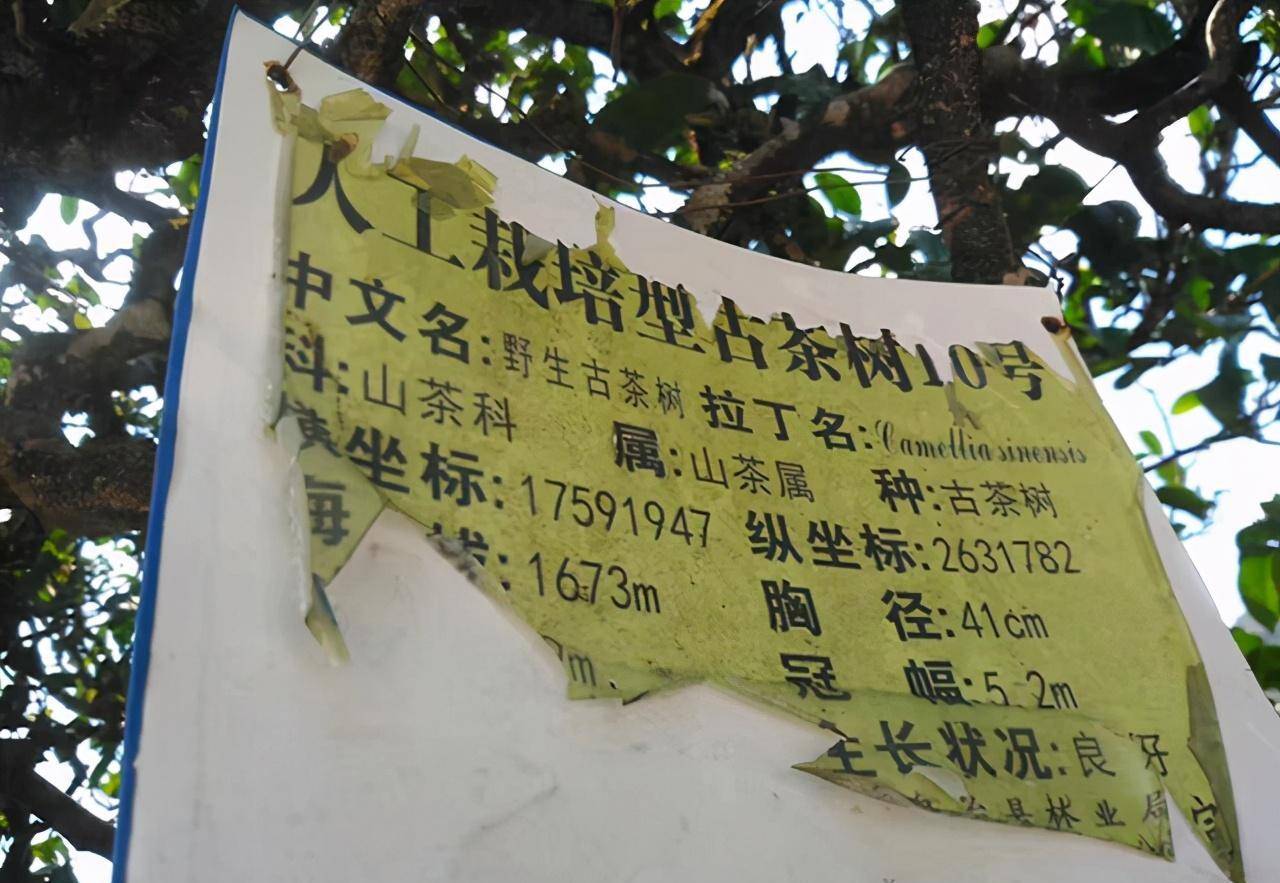 人工栽培型古茶树10号
中文名:野生古茶树 拉丁名:Camellia sinensis
科:山茶科 属:山茶属 种:古茶树
横坐标:17591947 纵坐标:2631782
海拔:1673m 胸径:41cm
m 冠幅:5.2m
生长状况:良好
自治县林业局